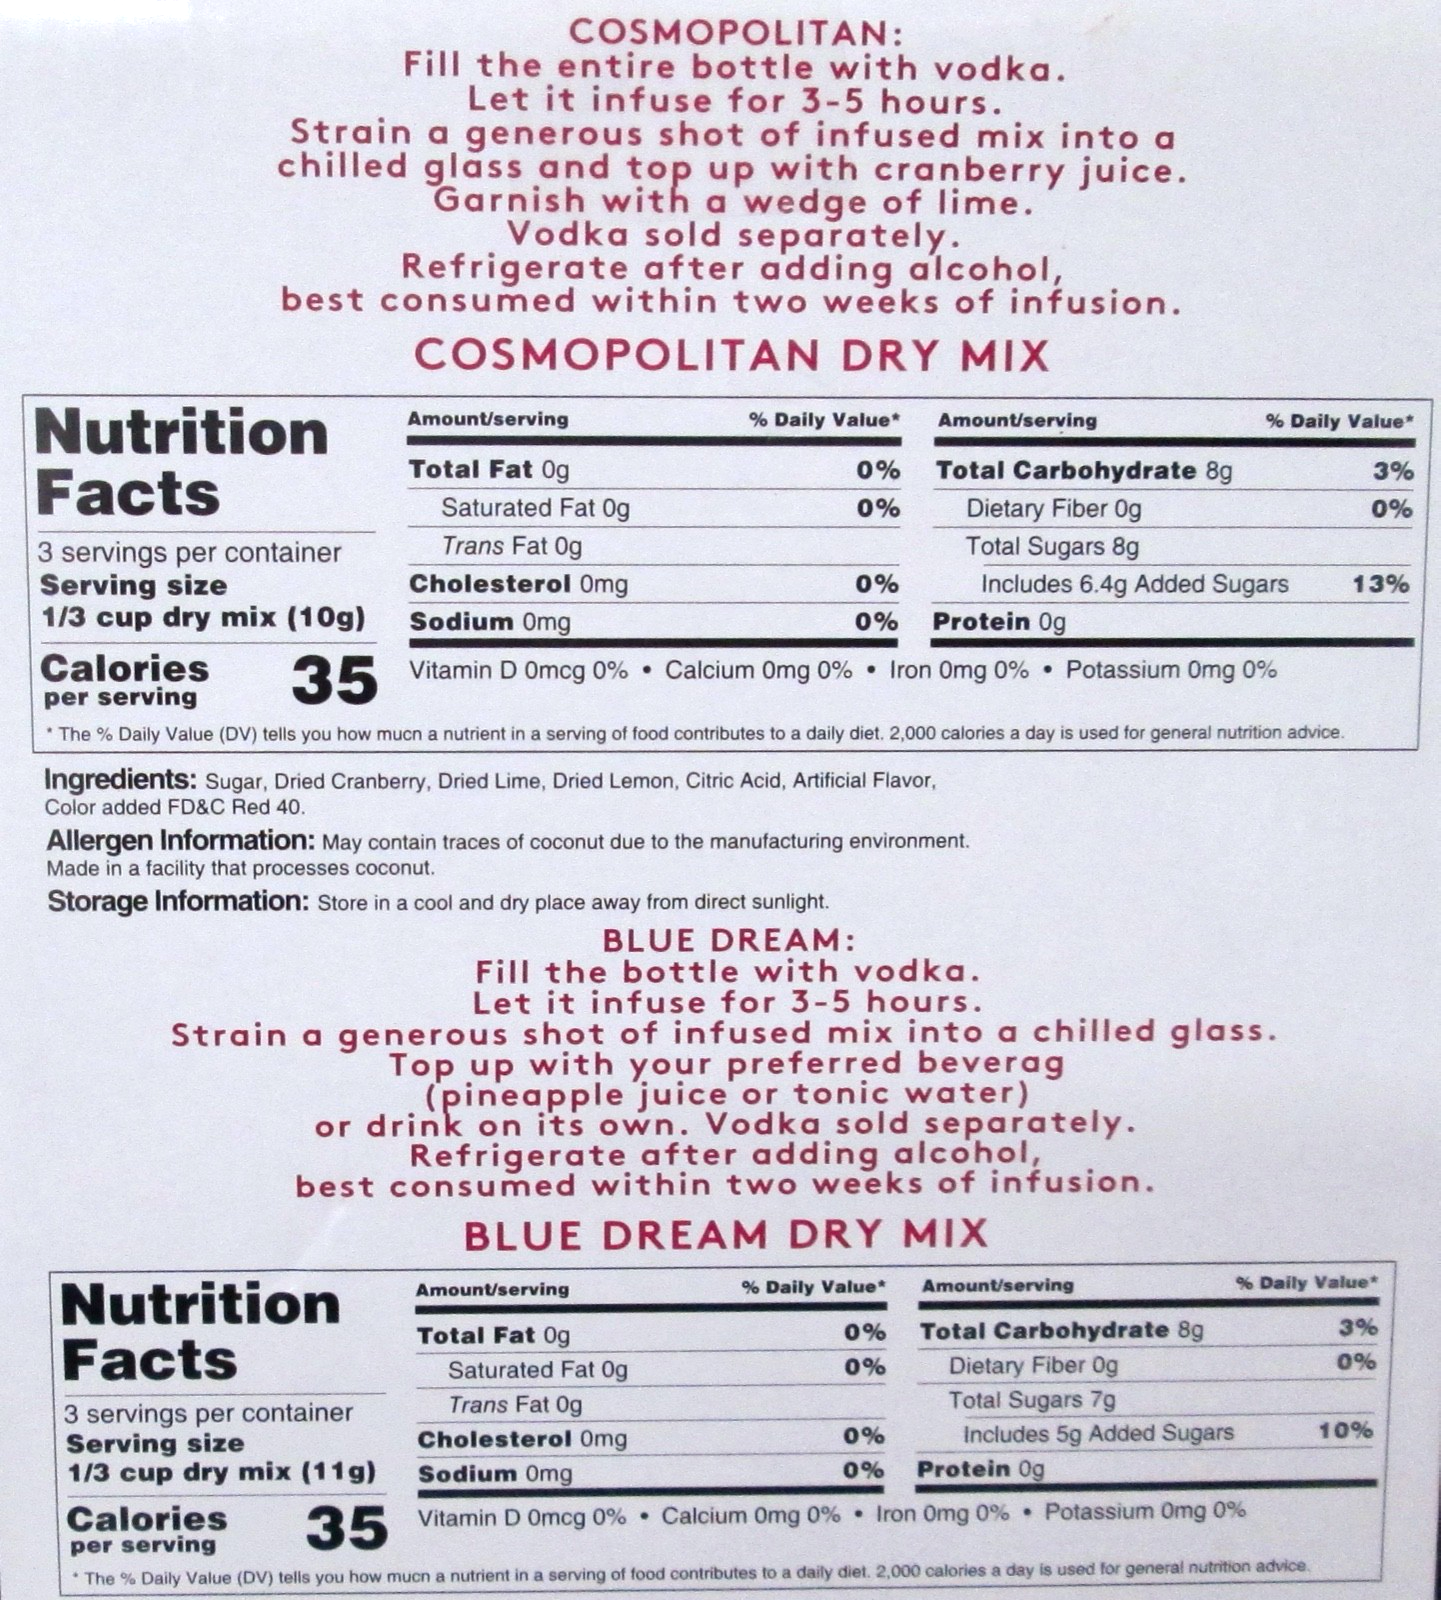 COSMOPOLITAN:
Fill the entire bottle with vodka.
Let it infuse for 3-5 hours.
Strain a generous shot of infused mix into a
chilled glass and top up with cranberry juice.
Garnish with a wedge of lime.
Vodka sold separately.
Refrigerate after adding alcohol,
best consumed within two weeks of infusion.
COSMOPOLITAN DRY MIX
Nutrition
Facts
3 servings per container
Serving size
1/3 cup dry mix (10g)
Calories 35
per serving
Amount/serving % Daily Value*
Total Fat 0g 0%
Saturated Fat 0g 0%
Trans Fat 0g
Cholesterol 0mg 0%
Sodium 0mg 0%
Amount/serving % Daily Value*
Total Carbohydrate 8g 3%
Dietary Fiber 0g 0%
Total Sugars 8g
Includes 6.4g Added Sugars 13%
Protein 0g
Vitamin D 0mcg 0% • Calcium 0mg 0% • Iron 0mg 0% • Potassium 0mg 0%
* The % Daily Value (DV) tells you how mucn a nutrient in a serving of food contributes to a daily diet. 2,000 calories a day is used for general nutrition advice.
Ingredients: Sugar, Dried Cranberry, Dried Lime, Dried Lemon, Citric Acid, Artificial Flavor,
Color added FD&C Red 40.
Allergen Information: May contain traces of coconut due to the manufacturing environment.
Made in a facility that processes coconut.
Storage Information: Store in a cool and dry place away from direct sunlight.
BLUE DREAM:
Fill the bottle with vodka.
Let it infuse for 3-5 hours.
Strain a generous shot of infused mix into a chilled glass.
Top up with your preferred beverag
(pineapple juice or tonic water)
or drink on its own. Vodka sold separately.
Refrigerate after adding alcohol,
best consumed within two weeks of infusion.
BLUE DREAM DRY MIX
Nutrition
Facts
3 servings per container
Serving size
1/3 cup dry mix (11g)
Calories 35
per serving
Amount/serving % Daily Value*
Total Fat 0g 0%
Saturated Fat 0g 0%
Trans Fat 0g
Cholesterol 0mg 0%
Sodium 0mg 0%
Amount/serving % Daily Value*
Total Carbohydrate 8g 3%
Dietary Fiber 0g 0%
Total Sugars 7g
Includes 5g Added Sugars 10%
Protein 0g
Vitamin D 0mcg 0% • Calcium 0mg 0% • Iron 0mg 0% • Potassium 0mg 0%
* The % Daily Value (DV) tells you how mucn a nutrient in a serving of food contributes to a daily diet. 2,000 calories a day is used for general nutrition advice.